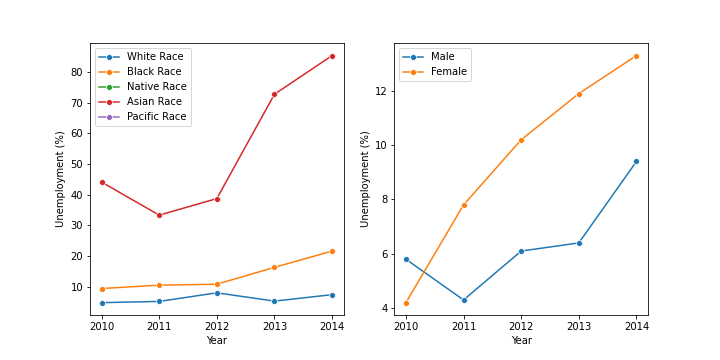 White Race
Black Race
Native Race
Asian Race
Pacific Race
Unemployment (%)
80
70
60
50
40
30
20
10
2010 2011 2012 2013 2014
Year
Male
Female
Unemployment (%)
12
10
8
6
4
2010 2011 2012 2013 2014
Year